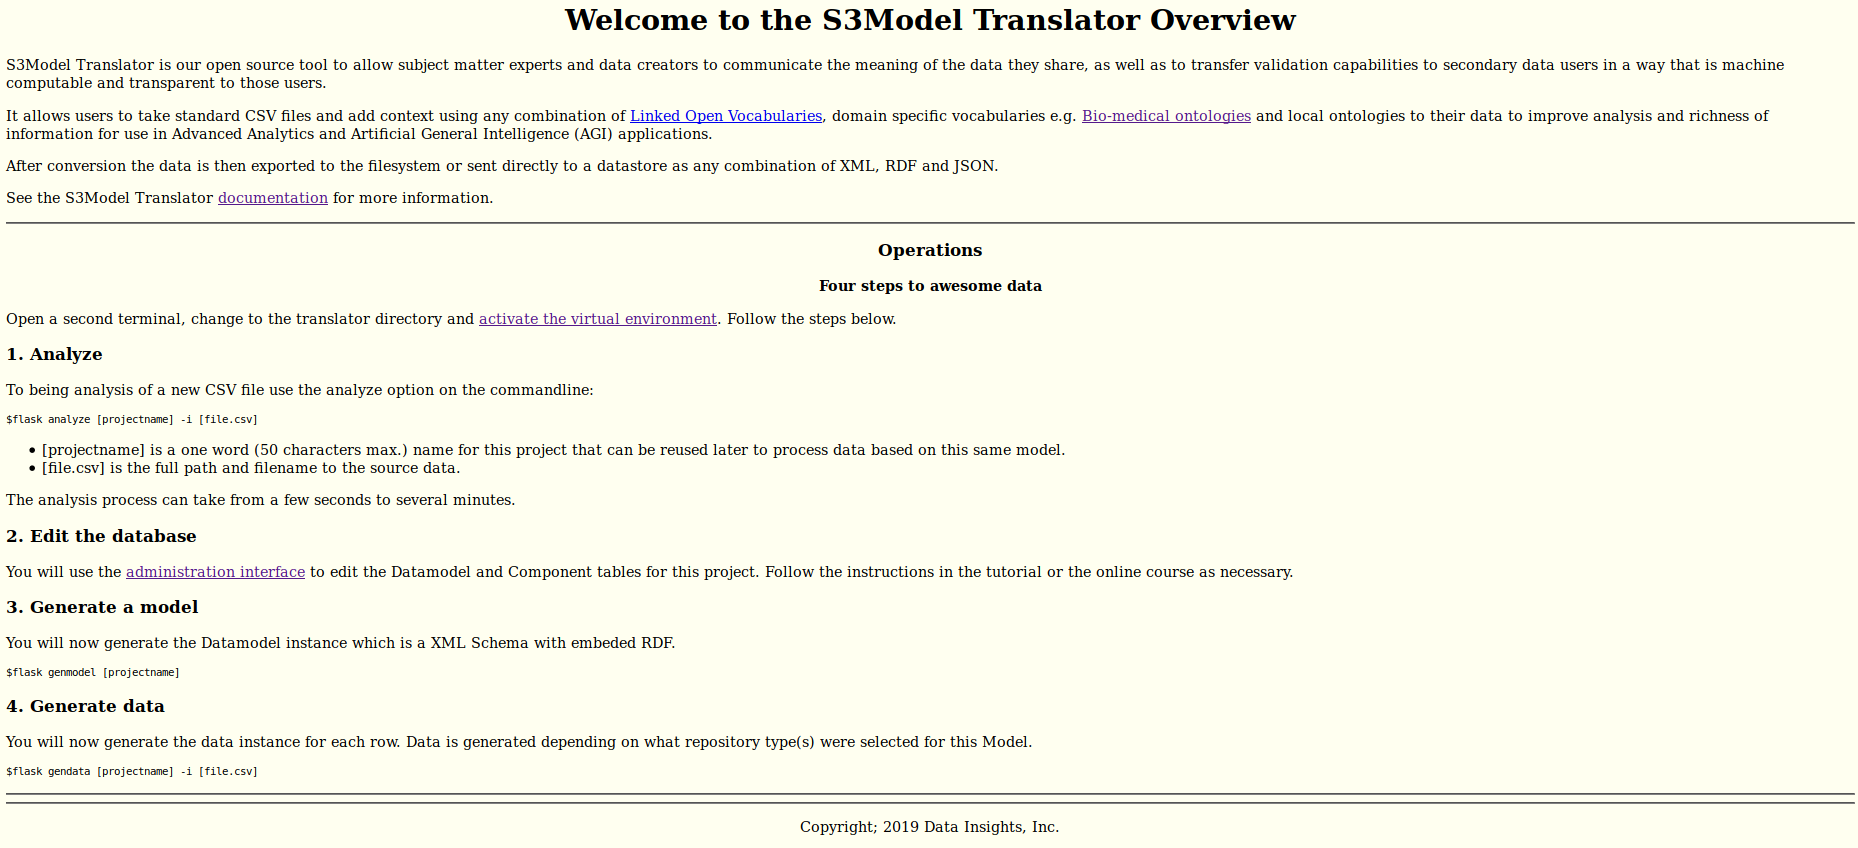 Welcome to the S3Model Translator Overview
S3Model Translator is our open source tool to allow subject matter experts and data creators to communicate the meaning of the data they share, as well as to transfer validation capabilities to secondary data users in a way that is machine
computable and transparent to those users.
It allows users to take standard CSV files and add context using any combination of Linked Open Vocabularies, domain specific vocabularies e.g. Bio-medical ontologies and local ontologies to their data to improve analysis and richness of
information for use in Advanced Analytics and Artificial General Intelligence (AGI) applications.
After conversion the data is then exported to the filesystem or sent directly to a datastore as any combination of XML, RDF and JSON.
See the S3Model Translator documentation for more information.
Operations
Four steps to awesome data
Open a second terminal, change to the translator directory and activate the virtual environment. Follow the steps below.
1. Analyze
To being analysis of a new CSV file use the analyze option on the commandline:
$flask analyze [projectname] -i [file.csv]
• [projectname] is a one word (50 characters max.) name for this project that can be reused later to process data based on this same model.
• [file.csv] is the full path and filename to the source data.
The analysis process can take from a few seconds to several minutes.
2. Edit the database
You will use the administration interface to edit the Datamodel and Component tables for this project. Follow the instructions in the tutorial or the online course as necessary.
3. Generate a model
You will now generate the Datamodel instance which is a XML Schema with embeded RDF.
$flask genmodel [projectname]
4. Generate data
You will now generate the data instance for each row. Data is generated depending on what repository type(s) were selected for this Model.
$flask gendata [projectname] -i [file.csv]
Copyright; 2019 Data Insights, Inc.